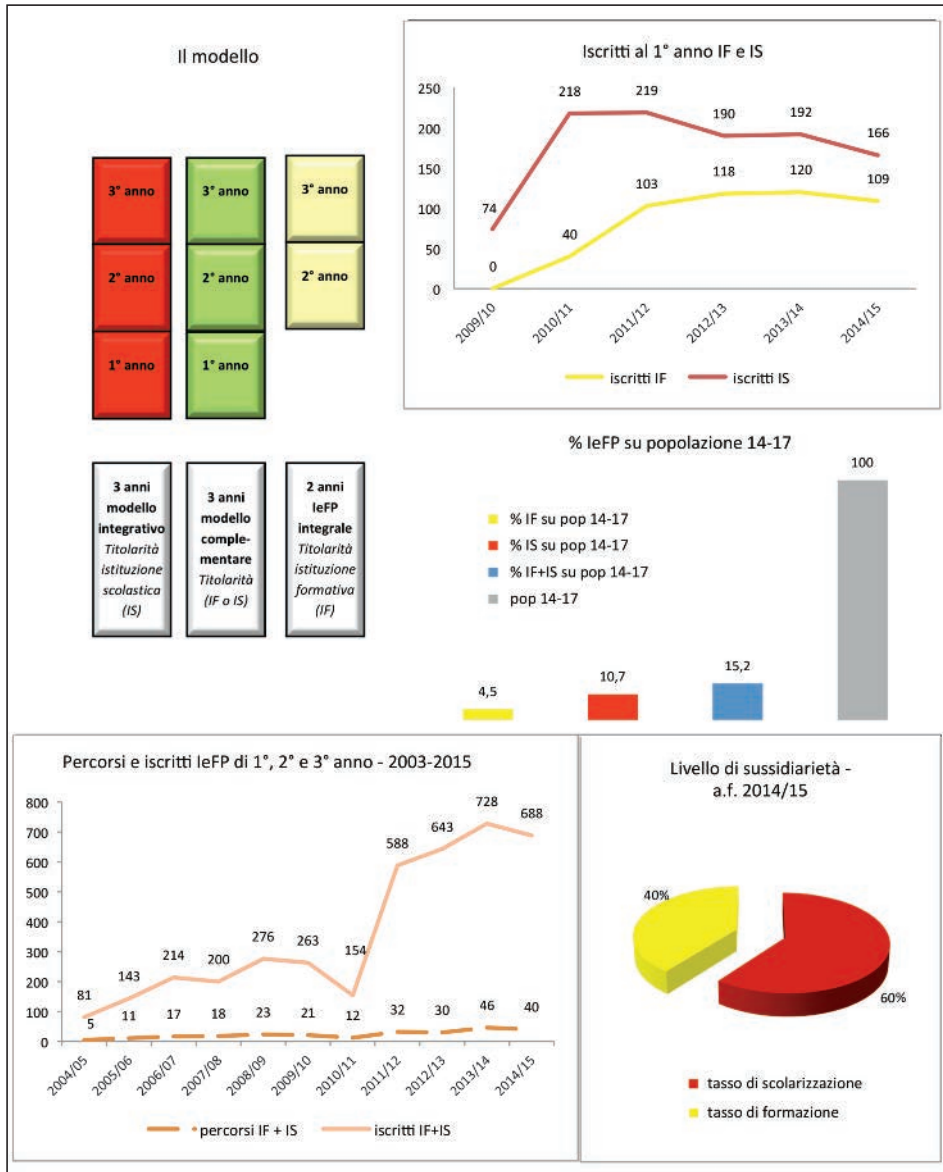 Il modello
3° anno
3° anno
3° anno
2° anno
2° anno
2° anno
1° anno
1° anno
3 anni
modello
integrativo
Titolarità
istituzione
scolastica
(IS)
3 anni
modello
comple-
mentare
Titolarità
(IF o IS)
2 anni
IeFP
integrale
Titolarità
istituzione
formativa
(IF)
Iscritti al 1° anno IF e IS
250
200
150
100
50
0
74
218
219
190
192
166
0
40
103
118
120
109
2009/10
2010/11
2011/12
2012/13
2013/14
2014/15
iscritti IF
iscritti IS
% IeFP su popolazione 14-17
% IF su pop 14-17
% IS su pop 14-17
% IF+IS su pop 14-17
pop 14-17
4,5
10,7
15,2
100
Percorsi e iscritti IeFP di 1°, 2° e 3° anno - 2003-2015
800
700
600
500
400
300
200
100
0
81
143
214
200
276
263
154
588
643
728
688
5
11
17
18
23
21
12
32
30
46
40
2004/05
2005/06
2006/07
2007/08
2008/09
2009/10
2010/11
2011/12
2012/13
2013/14
2014/15
percorsi IF + IS
iscritti IF+IS
Livello di sussidiarietà -
a.f. 2014/15
40%
60%
tasso di scolarizzazione
tasso di formazione